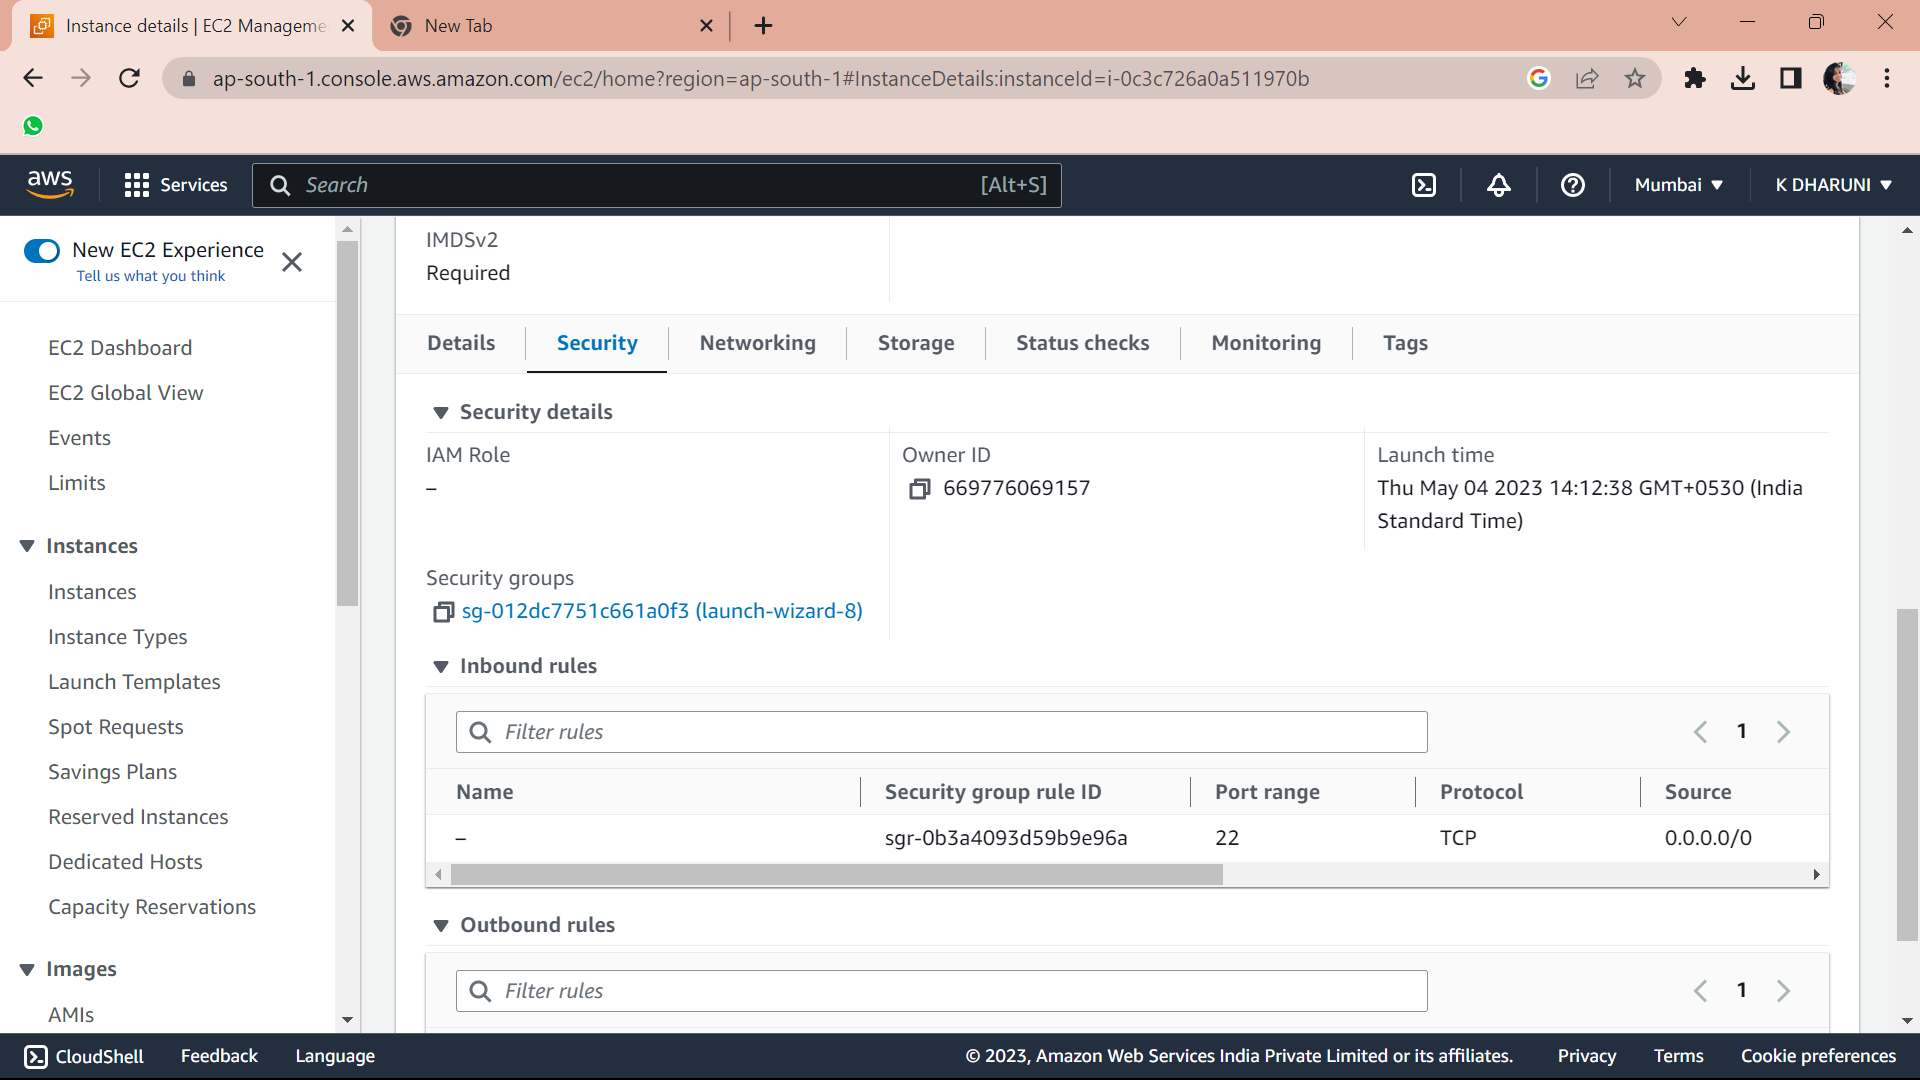 Instance details | EC2 Manageme
New Tab
ap-south-1.console.aws.amazon.com/ec2/home?region=ap-south-1#InstanceDetails:instanceId=i-0c3c726a0a511970b
aws
Services
Search
[Alt+S]
Mumbai
K DHARUNI
New EC2 Experience
Tell us what you think
EC2 Dashboard
EC2 Global View
Events
Limits
Instances
Instances
Instance Types
Launch Templates
Spot Requests
Savings Plans
Reserved Instances
Dedicated Hosts
Capacity Reservations
Images
AMIs
IMDSv2
Required
Details
Security
Networking
Storage
Status checks
Monitoring
Tags
Security details
IAM Role
–
Owner ID
669776069157
Launch time
Thu May 04 2023 14:12:38 GMT+0530 (India
Standard Time)
Security groups
sg-012dc7751c661a0f3 (launch-wizard-8)
Inbound rules
Filter rules
1
Name Security group rule ID Port range Protocol Source
– sgr-0b3a4093d59b9e96a 22 TCP 0.0.0.0/0
Outbound rules
Filter rules
1
CloudShell
Feedback
Language
© 2023, Amazon Web Services India Private Limited or its affiliates.
Privacy
Terms
Cookie preferences